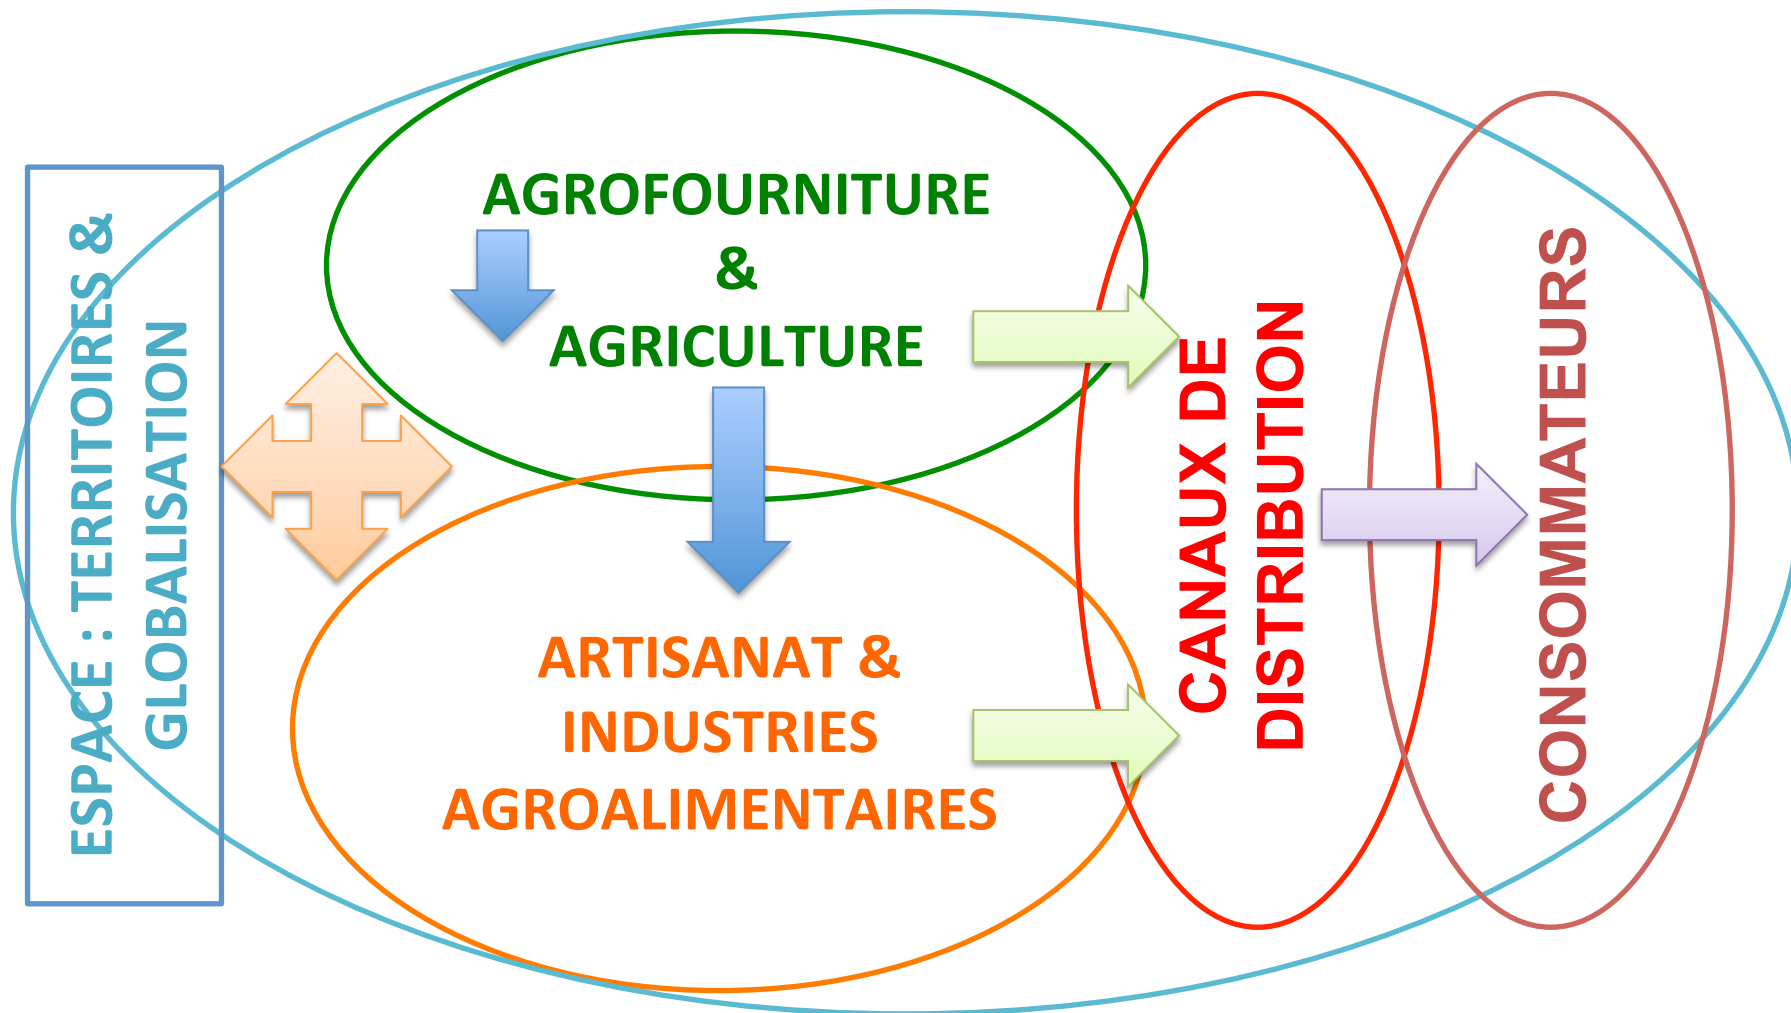 ESPACE : TERRITOIRES &
GLOBALISATION
AGROFOURNITURE
&
AGRICULTURE
ARTISANAT &
INDUSTRIES
AGROALIMENTAIRES
CANAUX DE
DISTRIBUTION
CONSOMMATEURS